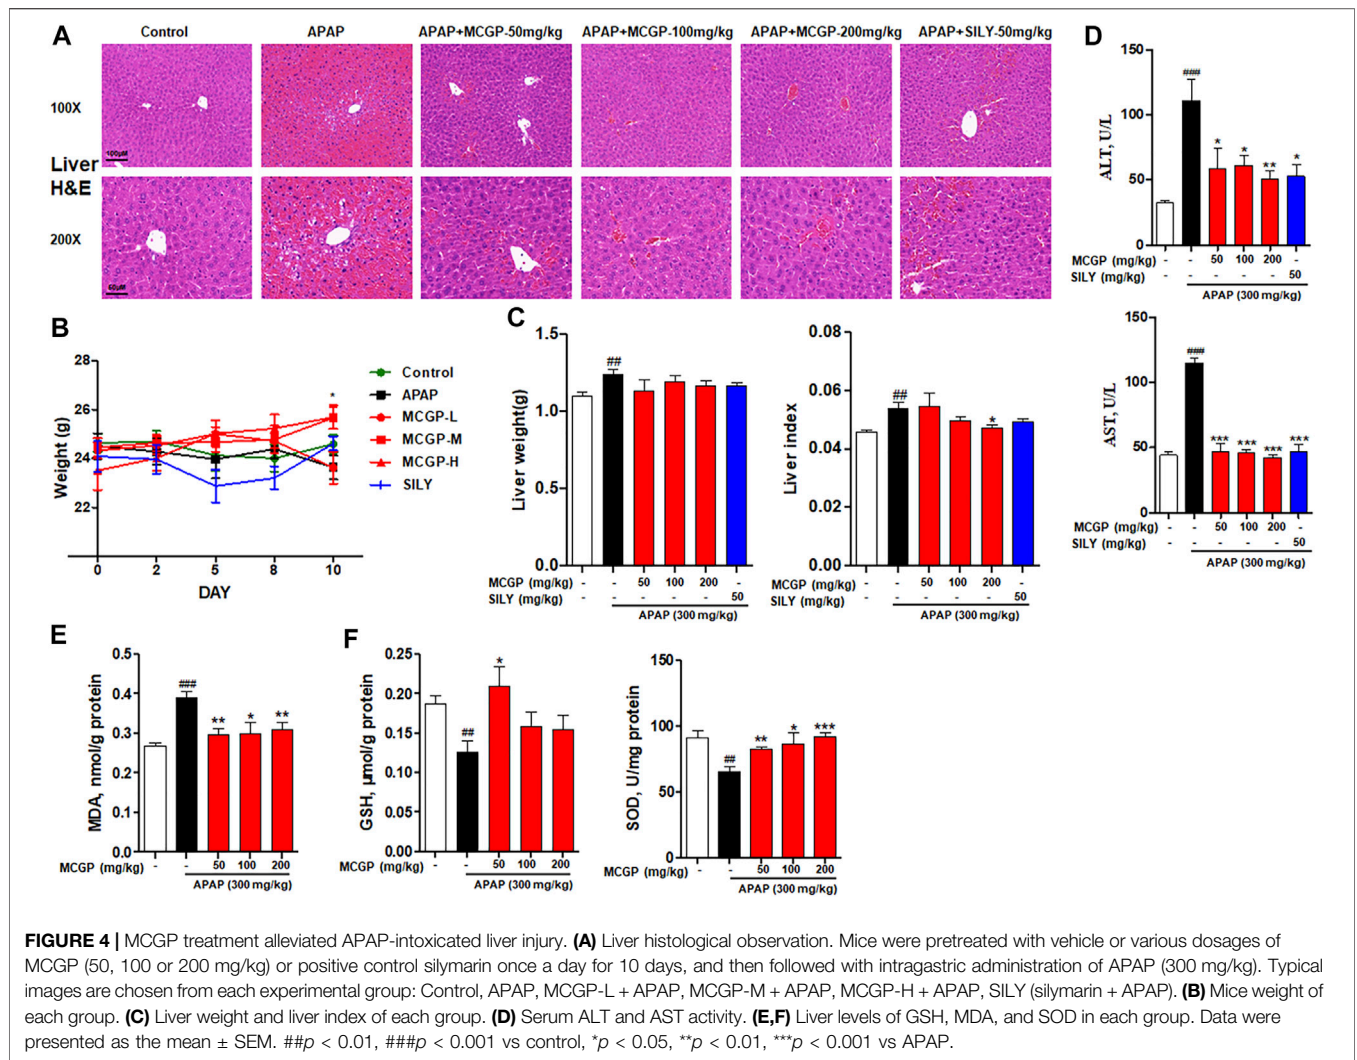 A
Control
APAP
APAP+MCGP-50mg/kg
APAP+MCGP-100mg/kg
APAP+MCGP-200mg/kg
APAP+SILY-50mg/kg
100X
100µM
Liver
H&E
200X
50µM
B
Weight (g)
28
26
24
22
0
2
5
8
10
DAY
*
Control
APAP
MCGP-L
MCGP-M
MCGP-H
SILY
C
Liver weight(g)
1.5
1.0
0.5
0.0
##
MCGP (mg/kg) - - 50 100 200 -
SILY (mg/kg) - - - - - 50
APAP (300 mg/kg)
Liver index
0.08
0.06
0.04
0.02
0.00
##
*
MCGP (mg/kg) - - 50 100 200 -
SILY (mg/kg) - - - - - 50
APAP (300 mg/kg)
D
ALT, U/L
150
100
50
0
###
*
*
**
*
MCGP (mg/kg) - - 50 100 200 -
SILY (mg/kg) - - - - - 50
APAP (300 mg/kg)
AST, U/L
150
100
50
0
###
***
***
***
***
MCGP (mg/kg) - - 50 100 200 -
SILY (mg/kg) - - - - - 50
APAP (300 mg/kg)
E
MDA, nmol/g protein
0.5
0.4
0.3
0.2
0.1
0.0
###
**
*
**
MCGP (mg/kg) - - 50 100 200
APAP (300 mg/kg)
F
GSH, µmol/g protein
0.25
0.20
0.15
0.10
0.05
0.00
##
*
MCGP (mg/kg) - - 50 100 200
APAP (300 mg/kg)
SOD, U/mg protein
150
100
50
0
##
**
*
***
MCGP (mg/kg) - - 50 100 200
APAP (300 mg/kg)
FIGURE 4 | MCGP treatment alleviated APAP-intoxicated liver injury. (A) Liver histological observation. Mice were pretreated with vehicle or various dosages of
MCGP (50, 100 or 200 mg/kg) or positive control silymarin once a day for 10 days, and then followed with intragastric administration of APAP (300 mg/kg). Typical
images are chosen from each experimental group: Control, APAP, MCGP-L + APAP, MCGP-M + APAP, MCGP-H + APAP, SILY (silymarin + APAP). (B) Mice weight of
each group. (C) Liver weight and liver index of each group. (D) Serum ALT and AST activity. (E,F) Liver levels of GSH, MDA, and SOD in each group. Data were
presented as the mean ± SEM. ##p < 0.01, ###p < 0.001 vs control, *p < 0.05, **p < 0.01, ***p < 0.001 vs APAP.